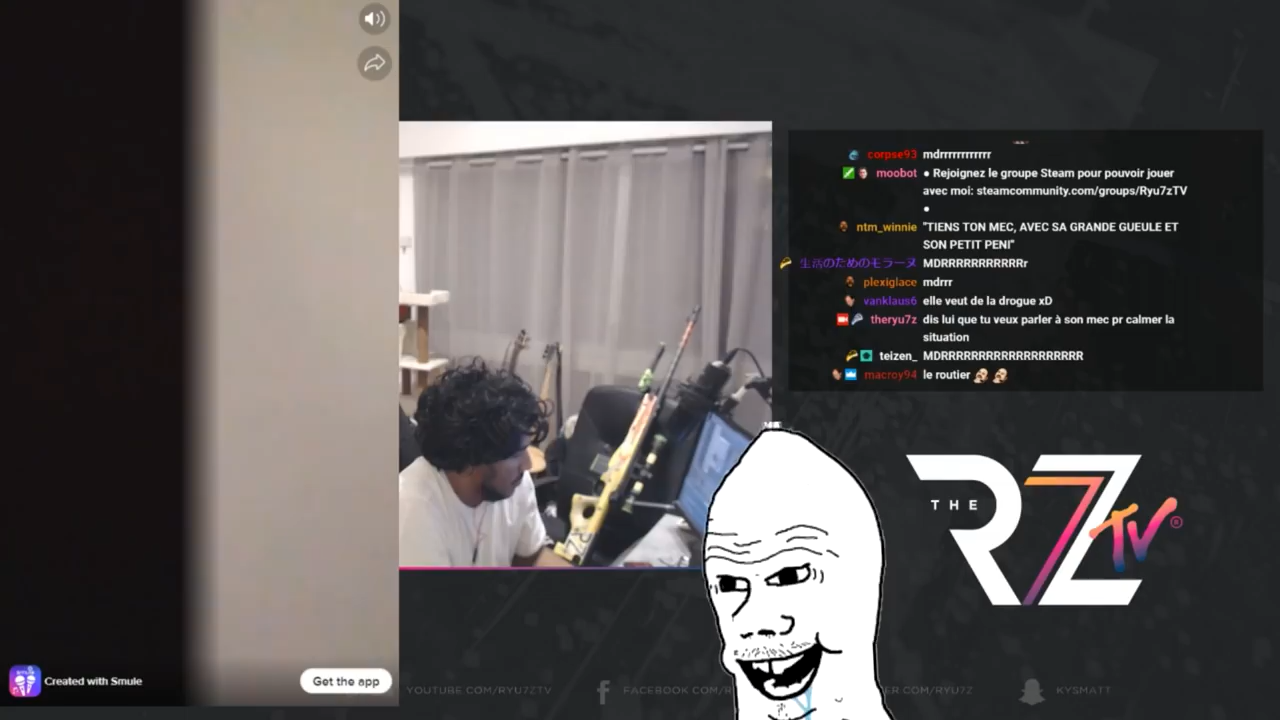 corpse93 mdrrrrrrrrrrr
moobot ● Rejoignez le groupe Steam pour pouvoir jouer
avec moi: steamcommunity.com/groups/Ryu7zTV
●
ntm_winnie "TIENS TON MEC, AVEC SA GRANDE GUEULE ET
SON PETIT PENI"
生活のためのモラーヌ MDRRRRRRRRRRRr
plexiglace mdrrr
vanklaus6 elle veut de la drogue xD
theryu7z dis lui que tu veux parler à son mec pr calmer la
situation
teizen_ MDRRRRRRRRRRRRRRRRRRR
macroy94 le routier
THE R7Z TV ®
Created with Smule
Get the app
YOUTUBE.COM/RYU7ZTV
FACEBOOK.COM/R
ER.COM/RYU7Z
KYSMATT